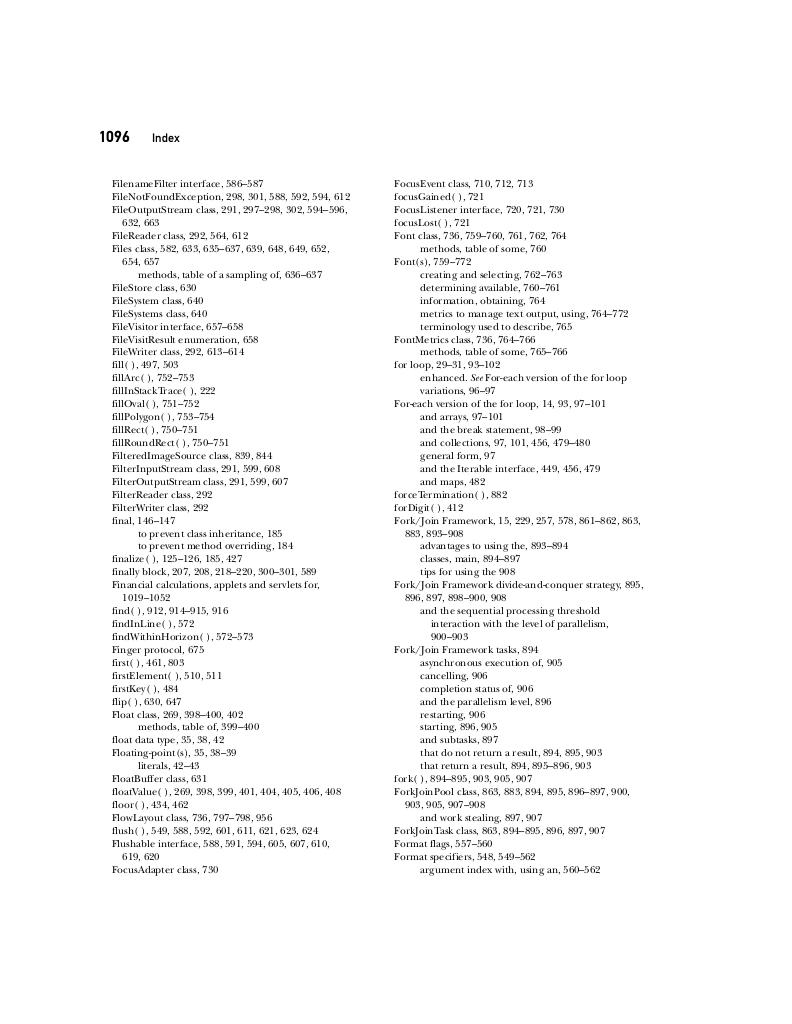 1096 Index
FilenameFilter interface, 586–587
FileNotFoundException, 298, 301, 588, 592, 594, 612
FileOutputStream class, 291, 297–298, 302, 594–596,
632, 663
FileReader class, 292, 564, 612
Files class, 582, 633, 635–637, 639, 648, 649, 652,
654, 657
methods, table of a sampling of, 636–637
FileStore class, 630
FileSystem class, 640
FileSystems class, 640
FileVisitor interface, 657–658
FileVisitResult enumeration, 658
FileWriter class, 292, 613–614
fill( ), 497, 503
fillArc( ), 752–753
fillInStackTrace( ), 222
fillOval( ), 751–752
fillPolygon( ), 753–754
fillRect( ), 750–751
fillRoundRect( ), 750–751
FilteredImageSource class, 839, 844
FilterInputStream class, 291, 599, 608
FilterOutputStream class, 291, 599, 607
FilterReader class, 292
FilterWriter class, 292
final, 146–147
to prevent class inheritance, 185
to prevent method overriding, 184
finalize( ), 125–126, 185, 427
finally block, 207, 208, 218–220, 300–301, 589
Financial calculations, applets and servlets for,
1019–1052
find( ), 912, 914–915, 916
findInLine( ), 572
findWithinHorizon( ), 572–573
Finger protocol, 675
first( ), 461, 803
firstElement( ), 510, 511
firstKey( ), 484
flip( ), 630, 647
Float class, 269, 398–400, 402
methods, table of, 399–400
float data type, 35, 38, 42
Floating-point(s), 35, 38–39
literals, 42–43
FloatBuffer class, 631
floatValue( ), 269, 398, 399, 401, 404, 405, 406, 408
floor( ), 434, 462
FlowLayout class, 736, 797–798, 956
flush( ), 549, 588, 592, 601, 611, 621, 623, 624
Flushable interface, 588, 591, 594, 605, 607, 610,
619, 620
FocusAdapter class, 730
FocusEvent class, 710, 712, 713
focusGained( ), 721
FocusListener interface, 720, 721, 730
focusLost( ), 721
Font class, 736, 759–760, 761, 762, 764
methods, table of some, 760
Font(s), 759–772
creating and selecting, 762–763
determining available, 760–761
information, obtaining, 764
metrics to manage text output, using, 764–772
terminology used to describe, 765
FontMetrics class, 736, 764–766
methods, table of some, 765–766
for loop, 29–31, 93–102
enhanced. See For-each version of the for loop
variations, 96–97
For-each version of the for loop, 14, 93, 97–101
and arrays, 97–101
and the break statement, 98–99
and collections, 97, 101, 456, 479–480
general form, 97
and the Iterable interface, 449, 456, 479
and maps, 482
forceTermination( ), 882
forDigit( ), 412
Fork/Join Framework, 15, 229, 257, 578, 861–862, 863,
883, 893–908
advantages to using the, 893–894
classes, main, 894–897
tips for using the 908
Fork/Join Framework divide-and-conquer strategy, 895,
896, 897, 898–900, 908
and the sequential processing threshold
interaction with the level of parallelism,
900–903
Fork/Join Framework tasks, 894
asynchronous execution of, 905
cancelling, 906
completion status of, 906
and the parallelism level, 896
restarting, 906
starting, 896, 905
and subtasks, 897
that do not return a result, 894, 895, 903
that return a result, 894, 895–896, 903
fork( ), 894–895, 903, 905, 907
ForkJoinPool class, 863, 883, 894, 895, 896–897, 900,
903, 905, 907–908
and work stealing, 897, 907
ForkJoinTask class, 863, 894–895, 896, 897, 907
Format flags, 557–560
Format specifiers, 548, 549–562
argument index with, using an, 560–562